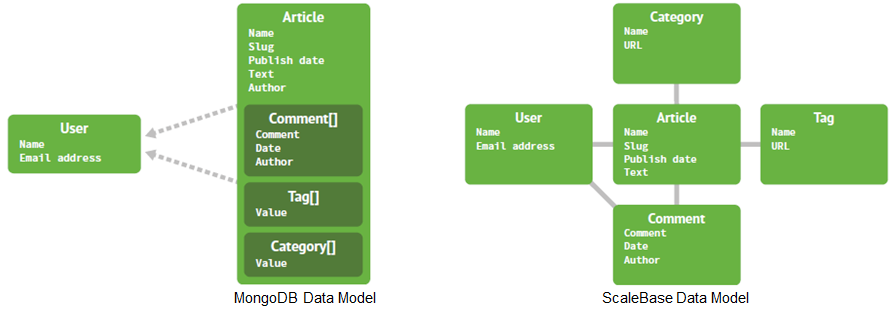 Article
Name
Slug
Publish date
Text
Author
User
Name
Email address
Comment[]
Comment
Date
Author
Tag[]
Value
Category[]
Value
MongoDB Data Model
Category
Name
URL
User
Name
Email address
Article
Name
Slug
Publish date
Text
Tag
Name
URL
Comment
Comment
Date
Author
ScaleBase Data Model